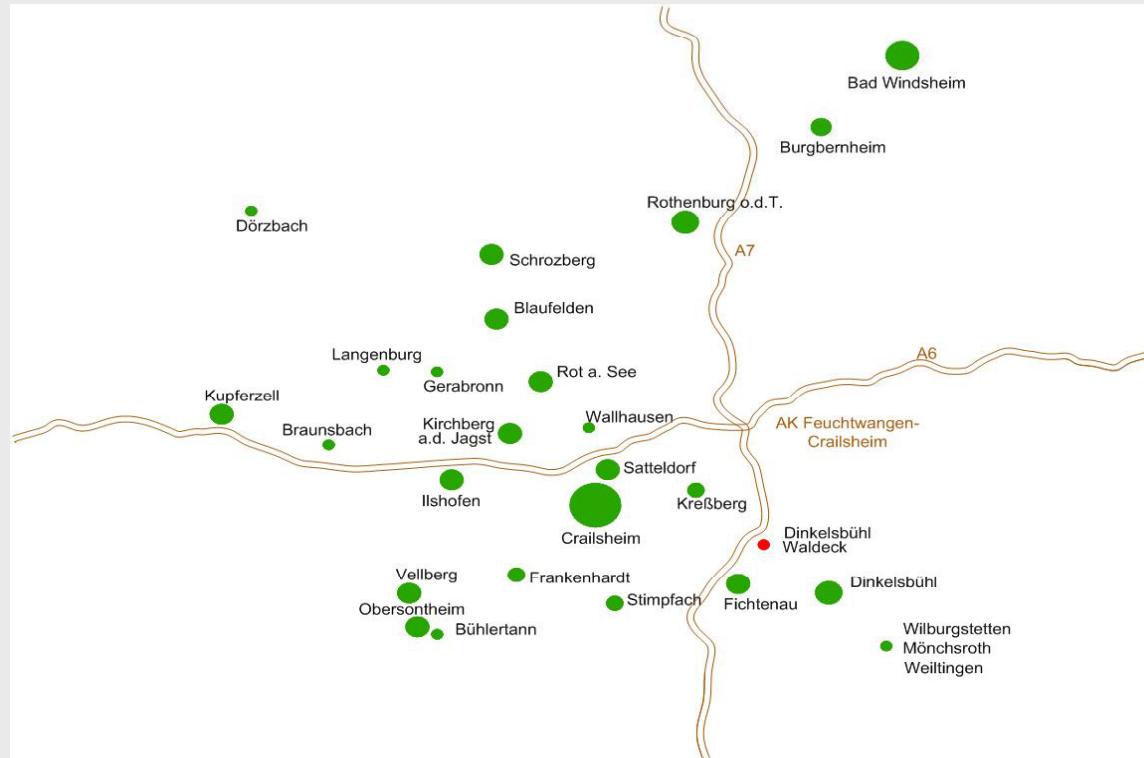 Bad Windsheim
Burgbernheim
Rothenburg o.d.T.
Dörzbach
A7
Schrozberg
Blaufelden
Langenburg
A6
Gerabronn
Rot a. See
Kupferzell
Wallhausen
Braunsbach
Kirchberg
a.d. Jagst
AK Feuchtwangen-
Crailsheim
Satteldorf
Ilshofen
Kreßberg
Crailsheim
Dinkelsbühl
Waldeck
Vellberg
Frankenhardt
Dinkelsbühl
Obersontheim
Stimpfach
Fichtenau
Bühlertann
Wilburgstetten
Mönchsroth
Weiltingen